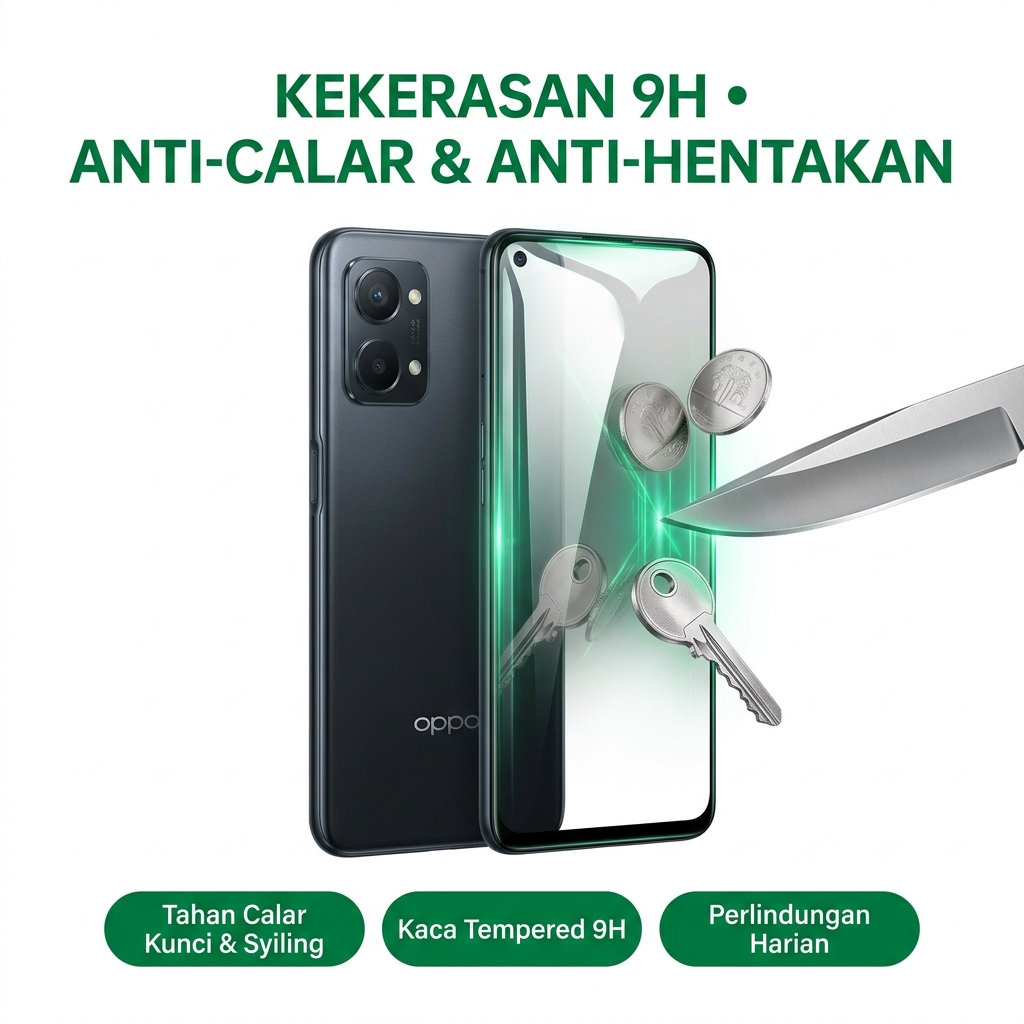 KEKERASAN 9H •
ANTI-CALAR & ANTI-HENTAKAN
oppo
Tahan Calar
Kunci & Syiling
Kaca Tempered 9H
Perlindungan
Harian